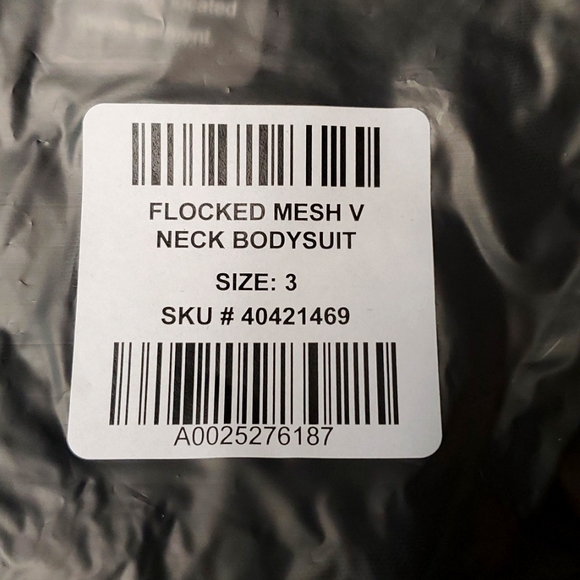 FLOCKED MESH V
NECK BODYSUIT
SIZE: 3
SKU # 40421469
A0025276187